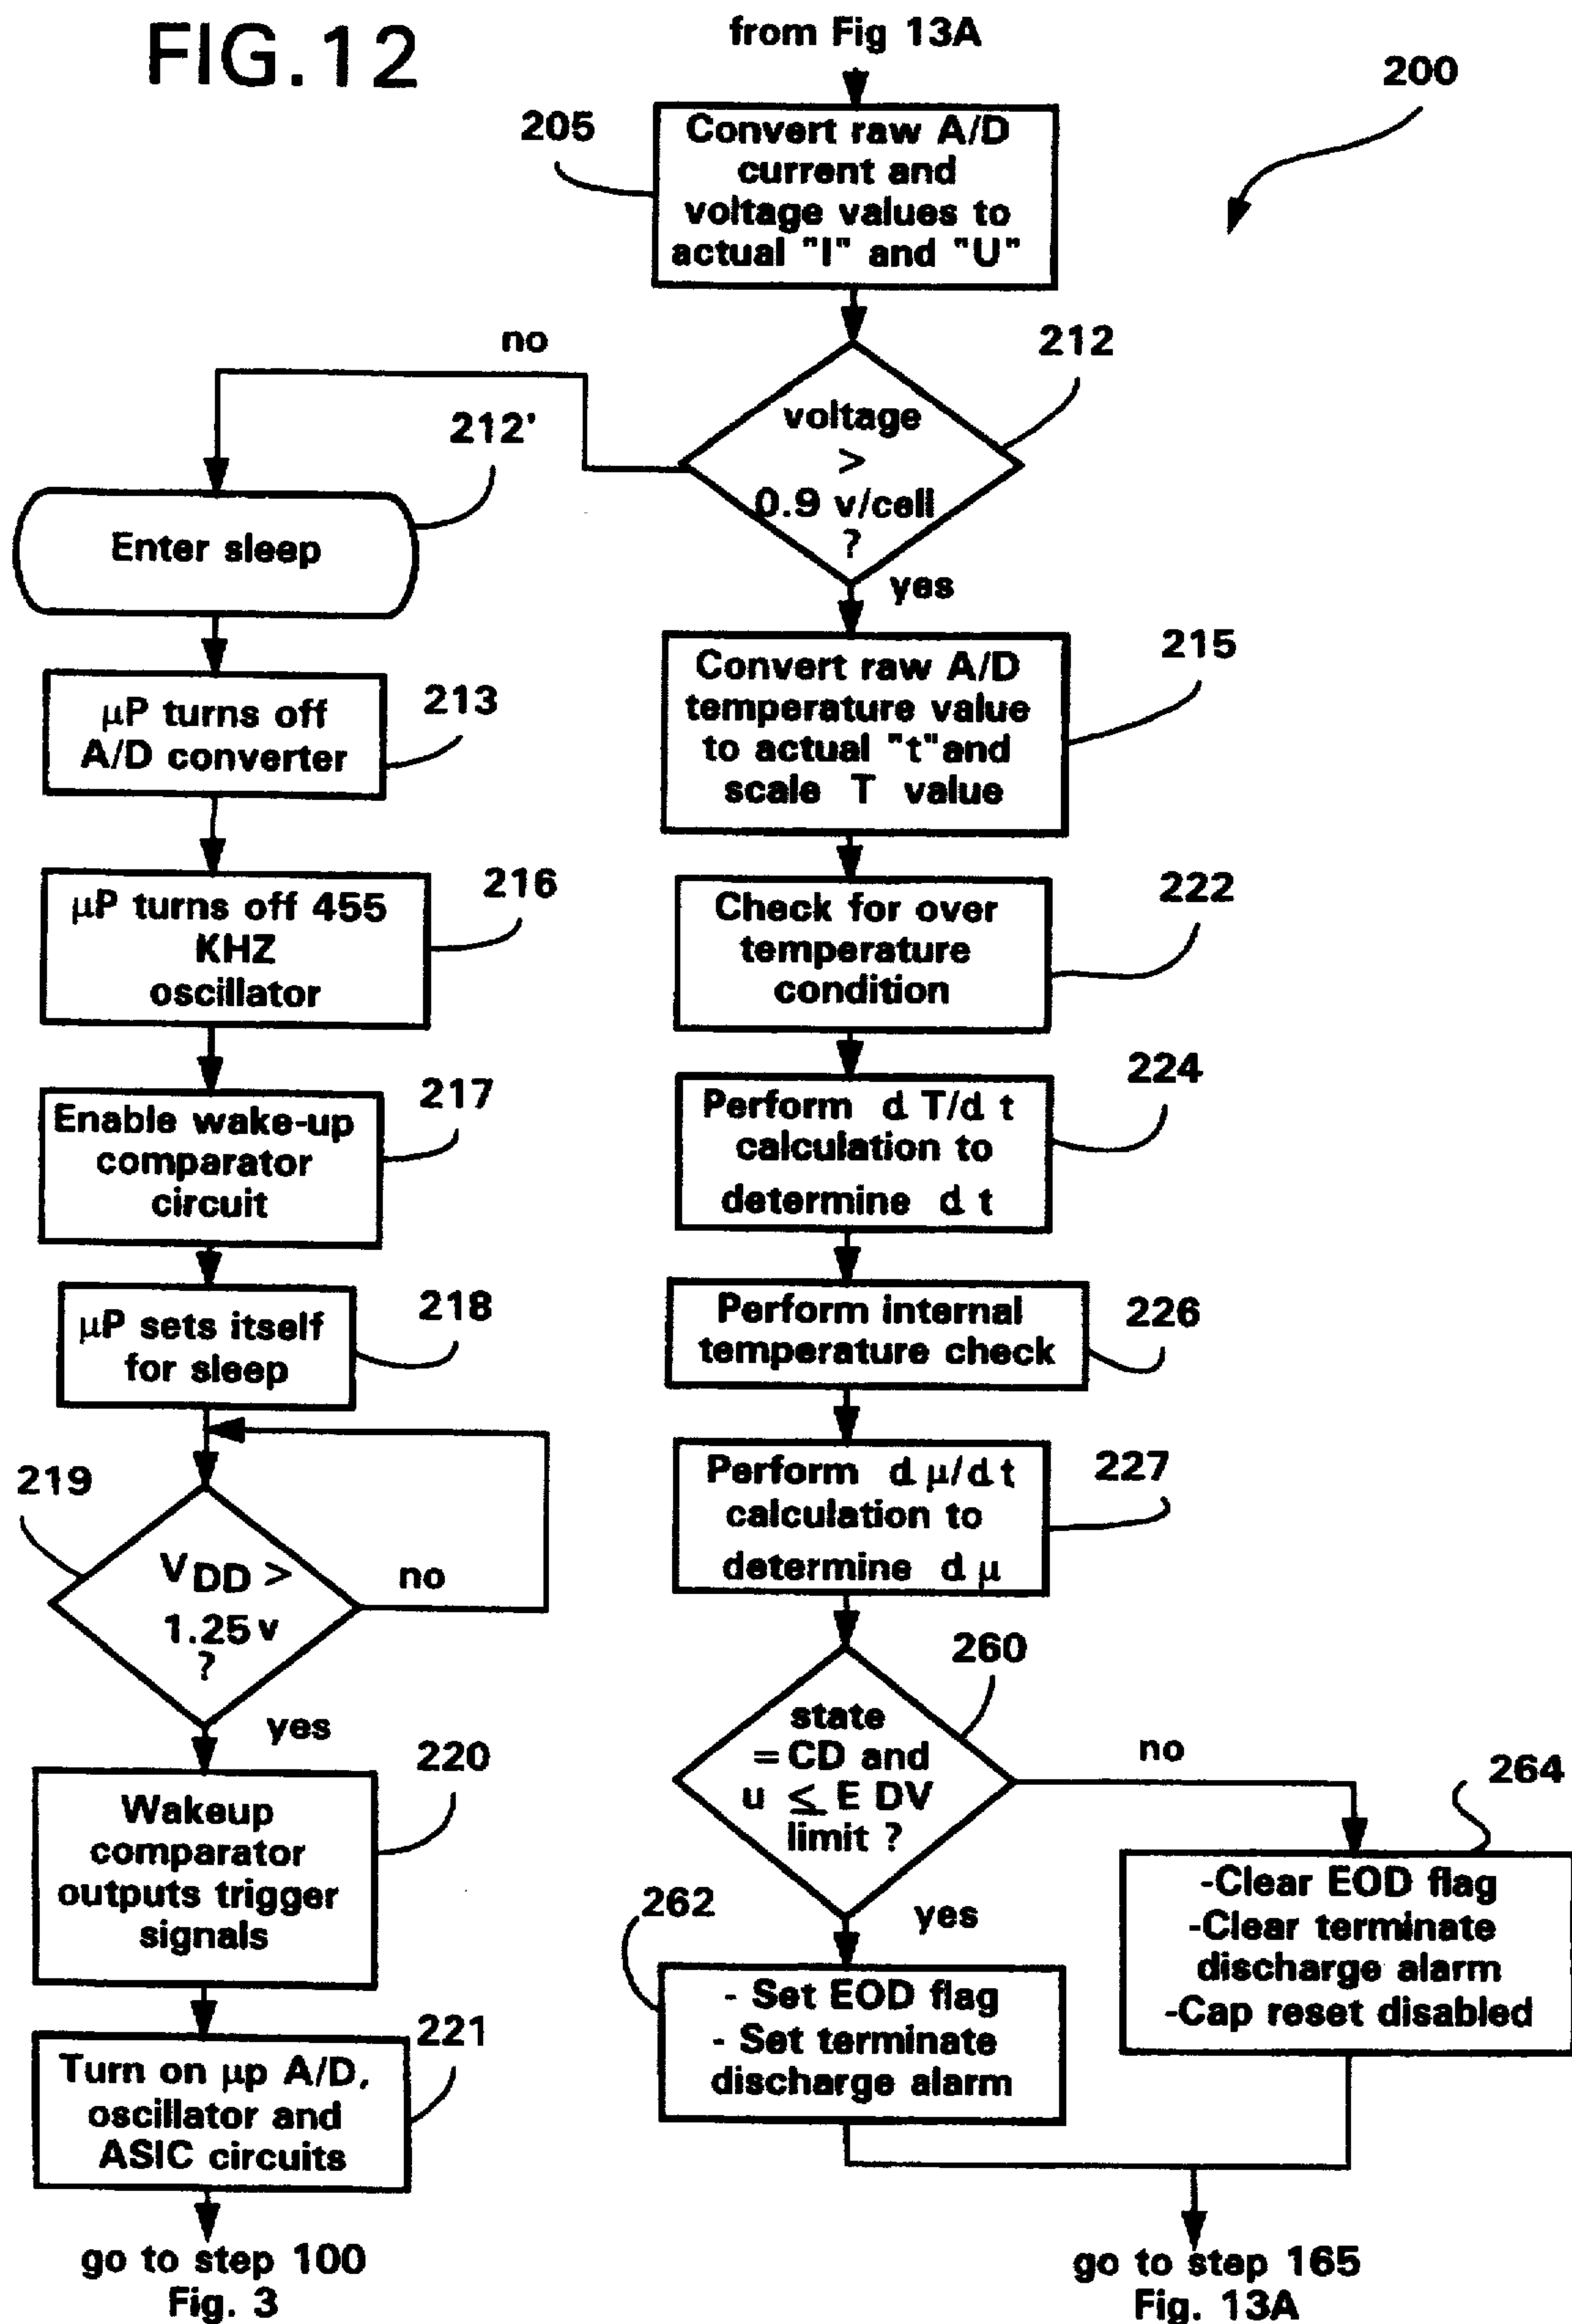 FIG.12
from Fig 13A
200
205
Convert raw A/D
current and
voltage values to
actual "I" and "U"
212
voltage
>
0.9 v/cell
?
no
yes
212'
Enter sleep
213
μP turns off
A/D converter
216
μP turns off 455
KHZ
oscillator
217
Enable wake-up
comparator
circuit
218
μP sets itself
for sleep
219
VDD >
1.25 v
?
no
yes
220
Wakeup
comparator
outputs trigger
signals
221
Turn on μp A/D,
oscillator and
ASIC circuits
go to step 100
Fig. 3
215
Convert raw A/D
temperature value
to actual "t"and
scale T value
222
Check for over
temperature
condition
224
Perform d T/d t
calculation to
determine d t
226
Perform internal
temperature check
227
Perform d μ/d t
calculation to
determine d μ
260
state
=CD and
u ≤ E DV
limit ?
no
yes
262
- Set EOD flag
- Set terminate
discharge alarm
264
-Clear EOD flag
-Clear terminate
discharge alarm
-Cap reset disabled
go to step 165
Fig. 13A